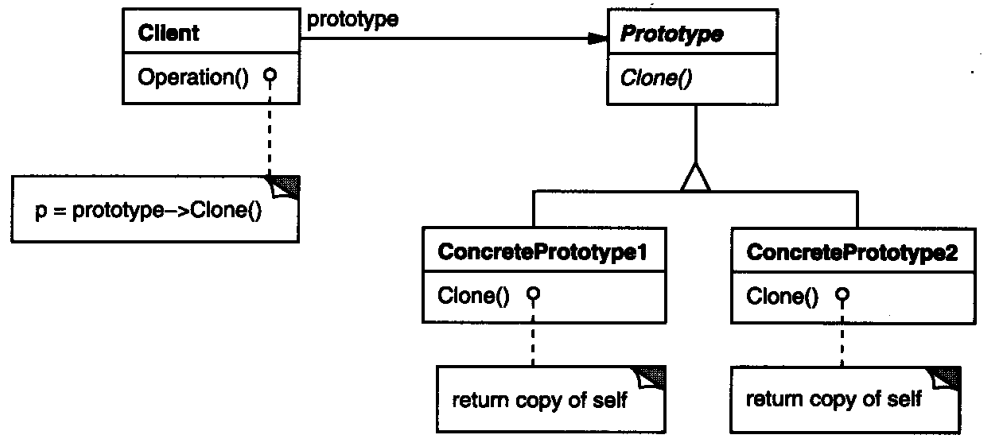 Client
prototype
Prototype
Operation()
Clone()
p = prototype–>Clone()
ConcretePrototype1
ConcretePrototype2
Clone()
Clone()
return copy of self
return copy of self